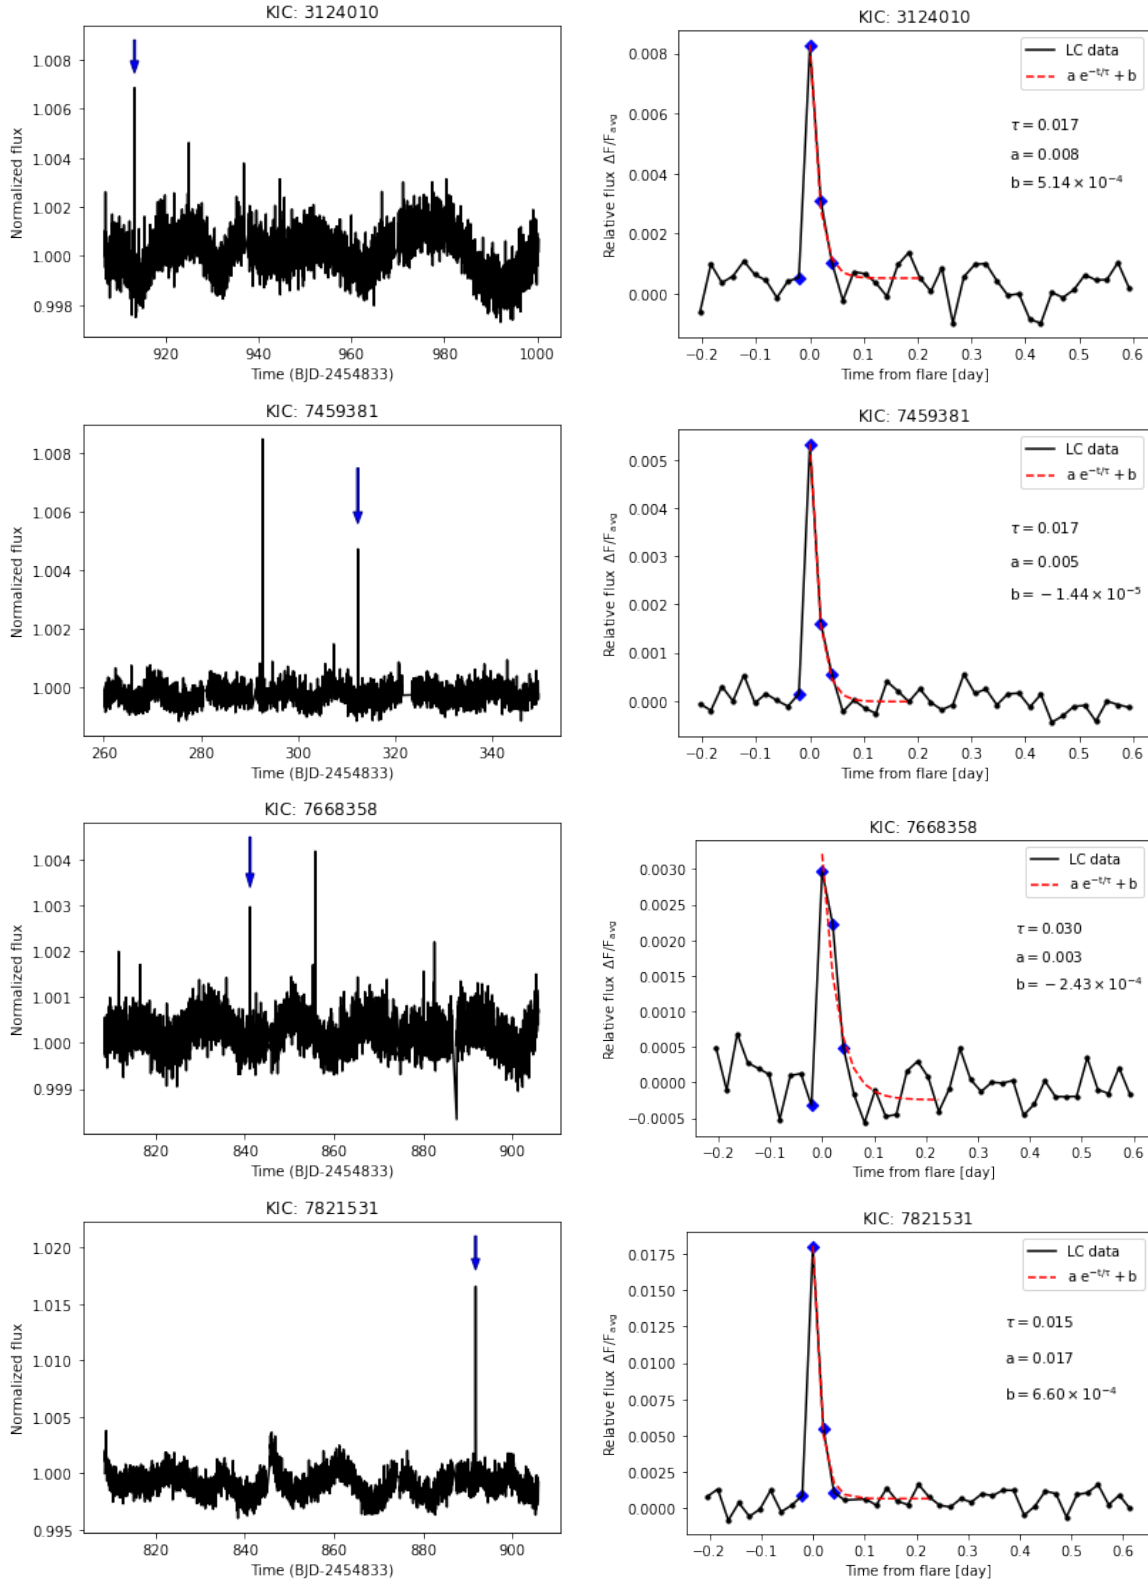 KIC: 3124010
Normalized flux
1.008
1.006
1.004
1.002
1.000
0.998
920 940 960 980 1000
Time (BJD-2454833)
KIC: 3124010
Relative flux ΔF/F_avg
0.008
0.006
0.004
0.002
0.000
LC data
a e^{−t/τ} + b
τ = 0.017
a = 0.008
b = 5.14 × 10^{−4}
−0.2 −0.1 0.0 0.1 0.2 0.3 0.4 0.5 0.6
Time from flare [day]
KIC: 7459381
Normalized flux
1.008
1.006
1.004
1.002
1.000
260 280 300 320 340
Time (BJD-2454833)
KIC: 7459381
Relative flux ΔF/F_avg
0.005
0.004
0.003
0.002
0.001
0.000
LC data
a e^{−t/τ} + b
τ = 0.017
a = 0.005
b = −1.44 × 10^{−5}
−0.2 −0.1 0.0 0.1 0.2 0.3 0.4 0.5 0.6
Time from flare [day]
KIC: 7668358
Normalized flux
1.004
1.003
1.002
1.001
1.000
0.999
820 840 860 880 900
Time (BJD-2454833)
KIC: 7668358
Relative flux ΔF/F_avg
0.0030
0.0025
0.0020
0.0015
0.0010
0.0005
0.0000
−0.0005
LC data
a e^{−t/τ} + b
τ = 0.030
a = 0.003
b = −2.43 × 10^{−4}
−0.2 −0.1 0.0 0.1 0.2 0.3 0.4 0.5 0.6
Time from flare [day]
KIC: 7821531
Normalized flux
1.020
1.015
1.010
1.005
1.000
0.995
820 840 860 880 900
Time (BJD-2454833)
KIC: 7821531
Relative flux ΔF/F_avg
0.0175
0.0150
0.0125
0.0100
0.0075
0.0050
0.0025
0.0000
LC data
a e^{−t/τ} + b
τ = 0.015
a = 0.017
b = 6.60 × 10^{−4}
−0.2 −0.1 0.0 0.1 0.2 0.3 0.4 0.5 0.6
Time from flare [day]